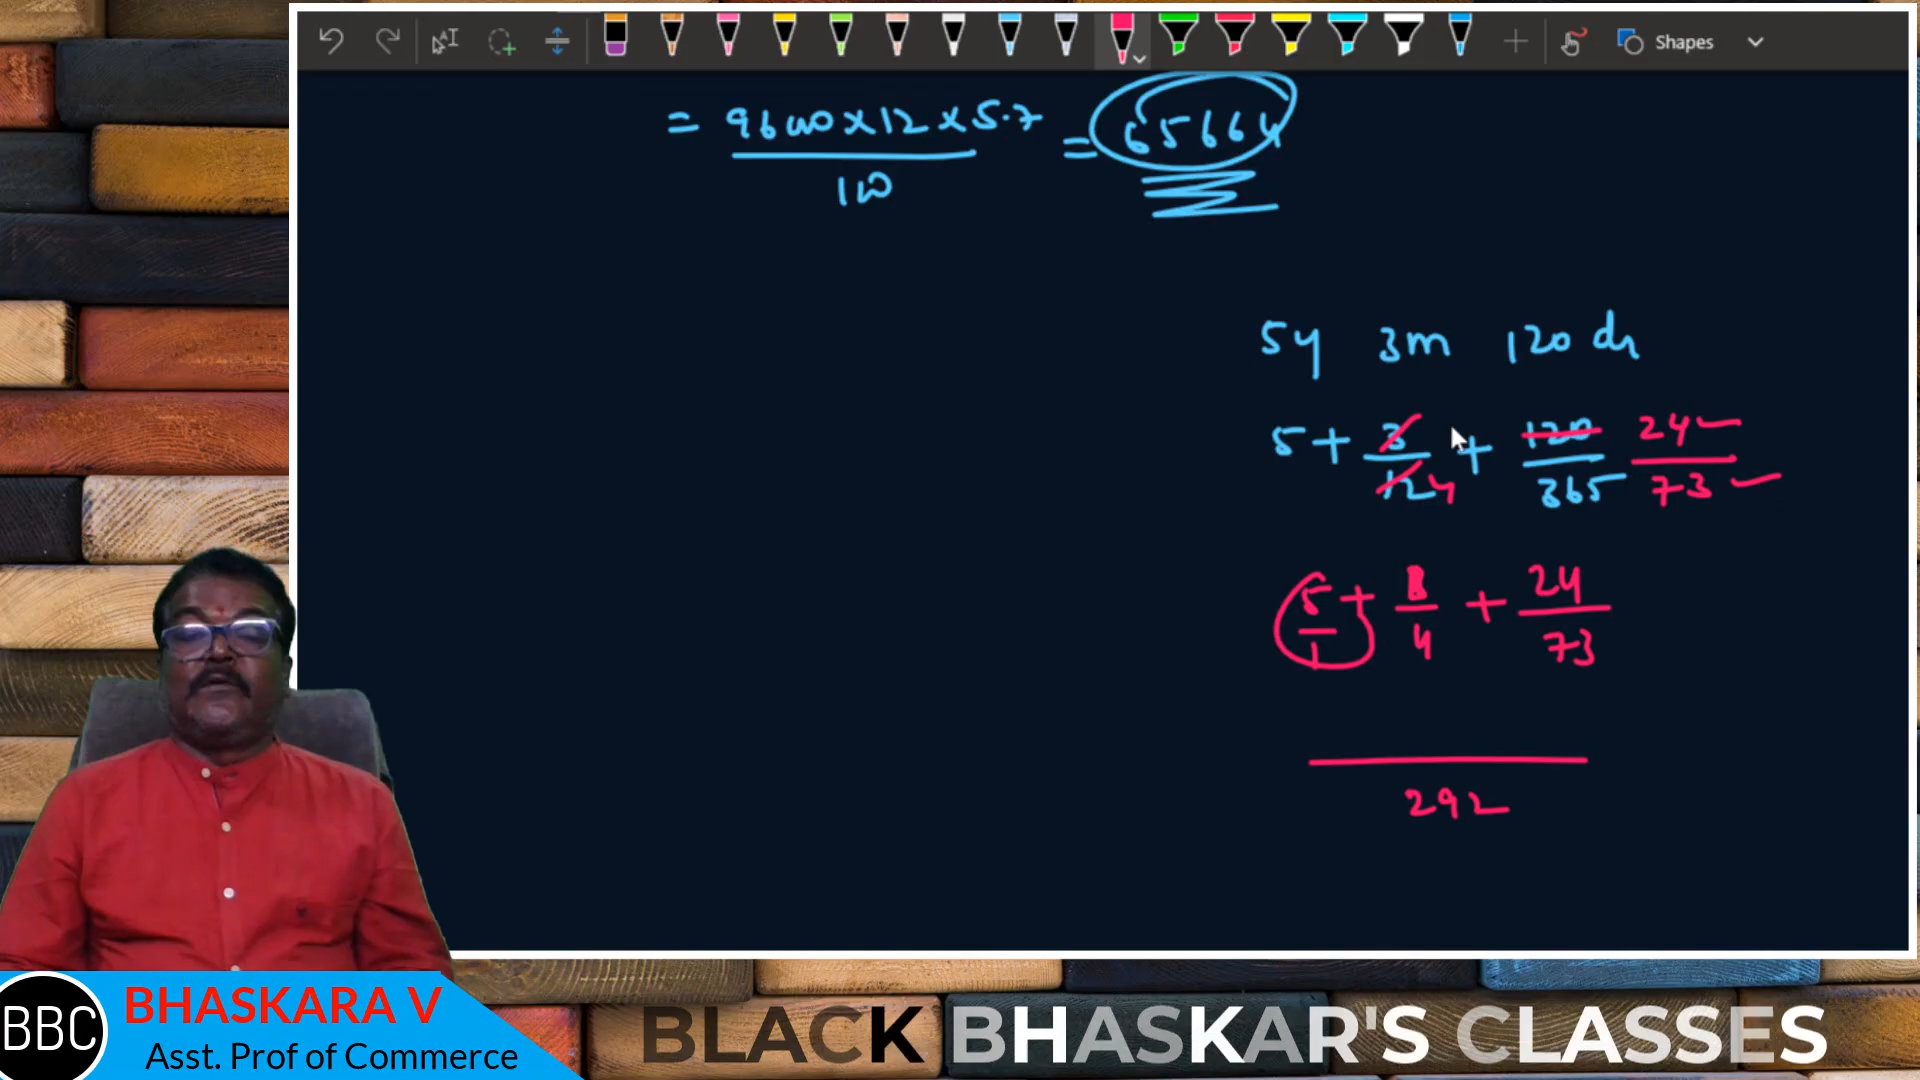 Shapes
= 9600 x 12 x 5.7 = 65664
100
5y 3m 120 ds
5 + 3 + 120 24
12 4 365 73
5 + 1 + 24
1 4 73
292
BBC
BHASKARA V
Asst. Prof of Commerce
BLACK BHASKAR'S CLASSES